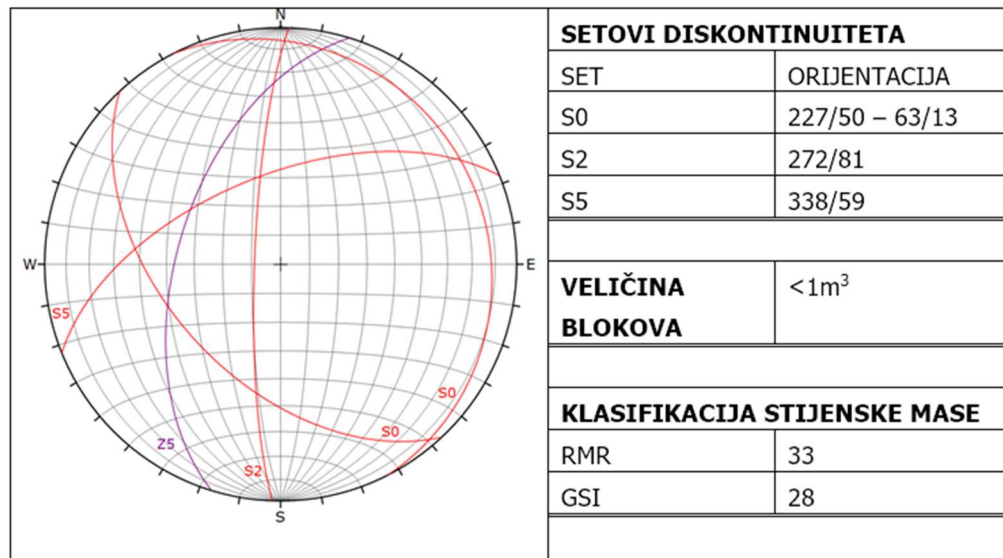 N
W
E
S
S5
S0
S0
Z5
S2
SETOVI DISKONTINUITETA
SET ORIJENTACIJA
S0 227/50 – 63/13
S2 272/81
S5 338/59
VELIČINA BLOKOVA <1m³
KLASIFIKACIJA STIJENSKE MASE
RMR 33
GSI 28